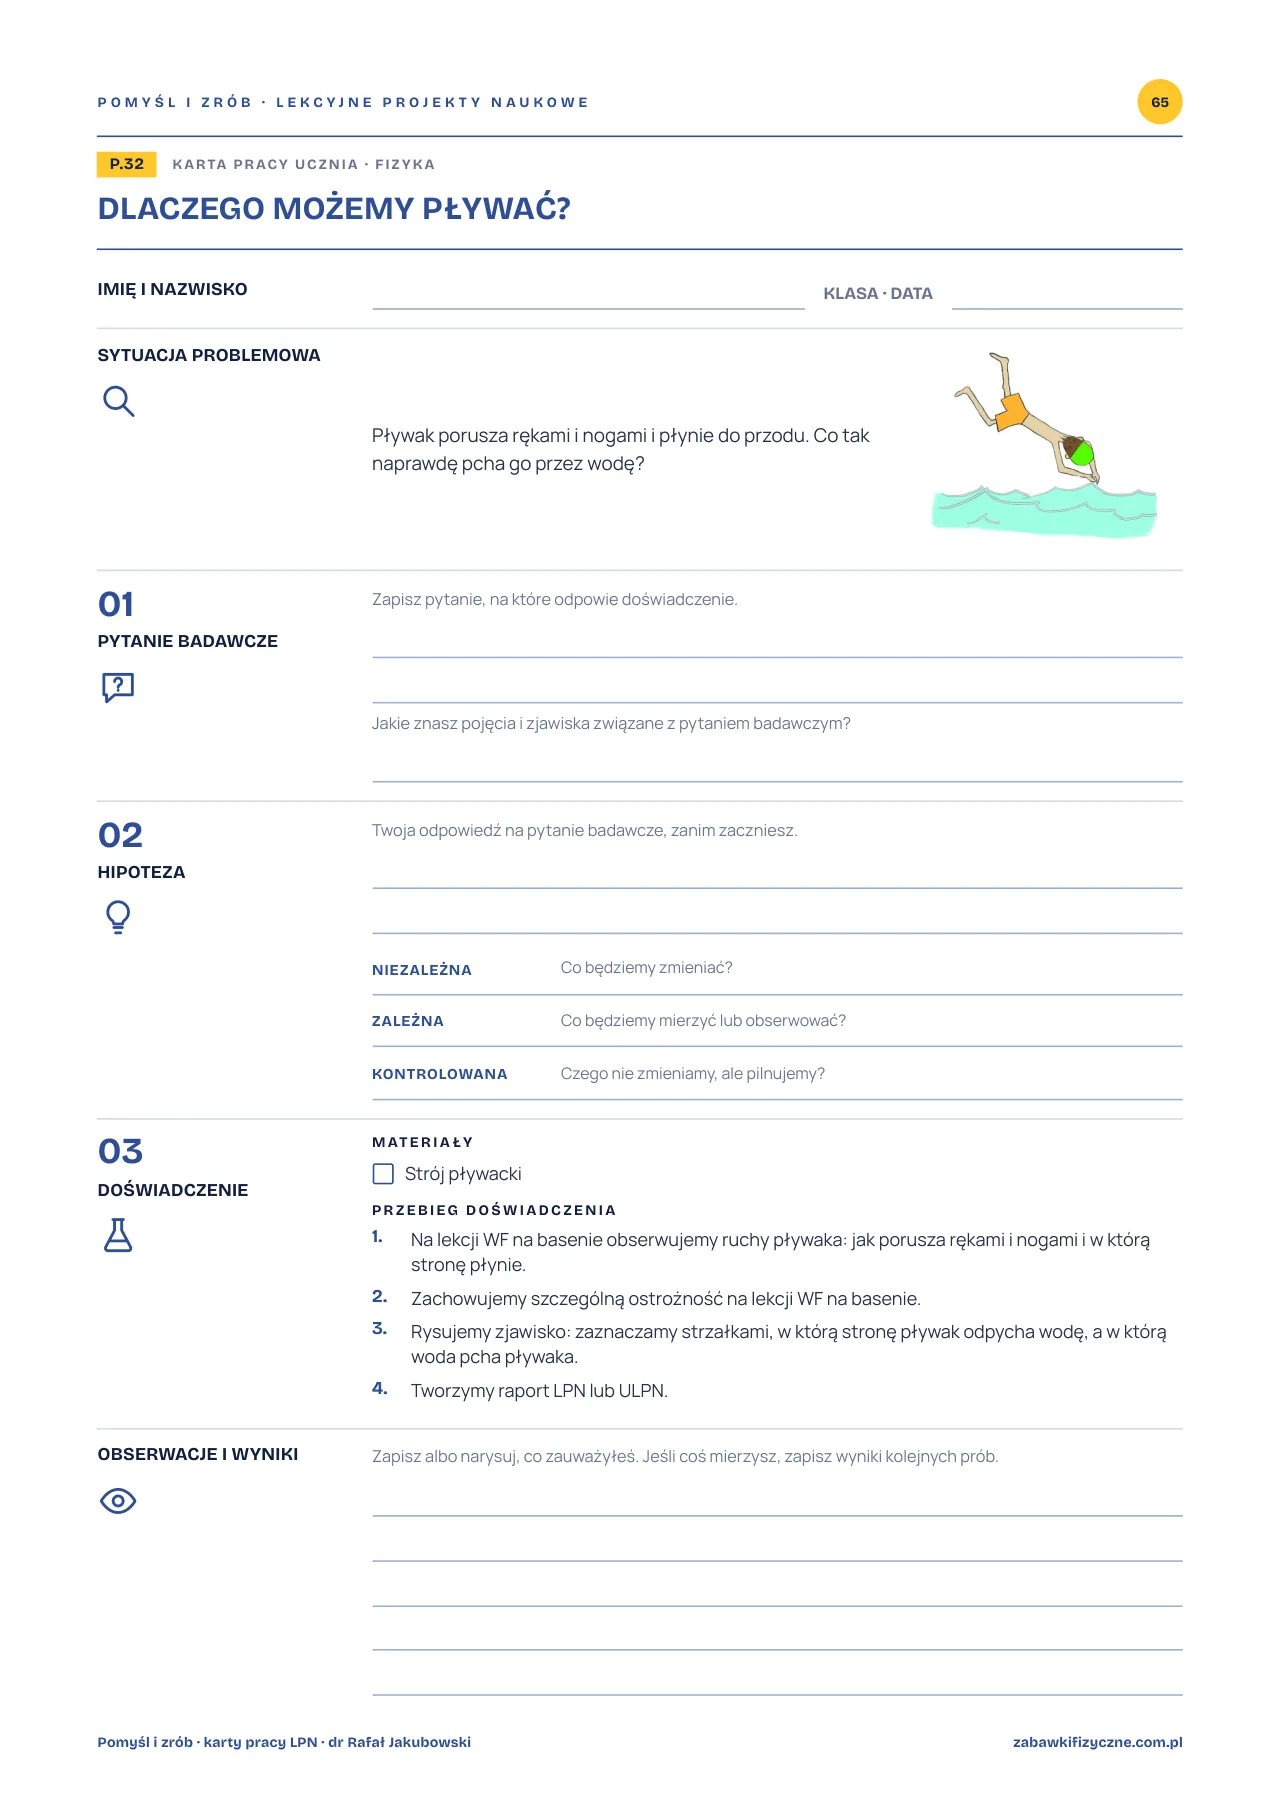 POMYŚL I ZRÓB · LEKCYJNE PROJEKTY NAUKOWE
65
P.32
KARTA PRACY UCZNIA · FIZYKA
DLACZEGO MOŻEMY PŁYWAĆ?
IMIĘ I NAZWISKO
KLASA · DATA
SYTUACJA PROBLEMOWA
Pływak porusza rękami i nogami i płynie do przodu. Co tak
naprawdę pcha go przez wodę?
01
PYTANIE BADAWCZE
Zapisz pytanie, na które odpowie doświadczenie.
Jakie znasz pojęcia i zjawiska związane z pytaniem badawczym?
02
HIPOTEZA
Twoja odpowiedź na pytanie badawcze, zanim zaczniesz.
NIEZALEŻNA
Co będziemy zmieniać?
ZALEŻNA
Co będziemy mierzyć lub obserwować?
KONTROLOWANA
Czego nie zmieniamy, ale pilnujemy?
03
DOŚWIADCZENIE
MATERIAŁY
Strój pływacki
PRZEBIEG DOŚWIADCZENIA
1. Na lekcji WF na basenie obserwujemy ruchy pływaka: jak porusza rękami i nogami i w którą
stronę płynie.
2. Zachowujemy szczególną ostrożność na lekcji WF na basenie.
3. Rysujemy zjawisko: zaznaczamy strzałkami, w którą stronę pływak odpycha wodę, a w którą
woda pcha pływaka.
4. Tworzymy raport LPN lub ULPN.
OBSERWACJE I WYNIKI
Zapisz albo narysuj, co zauważyłeś. Jeśli coś mierzysz, zapisz wyniki kolejnych prób.
Pomyśl i zrób · karty pracy LPN · dr Rafał Jakubowski
zabawkifizyczne.com.pl